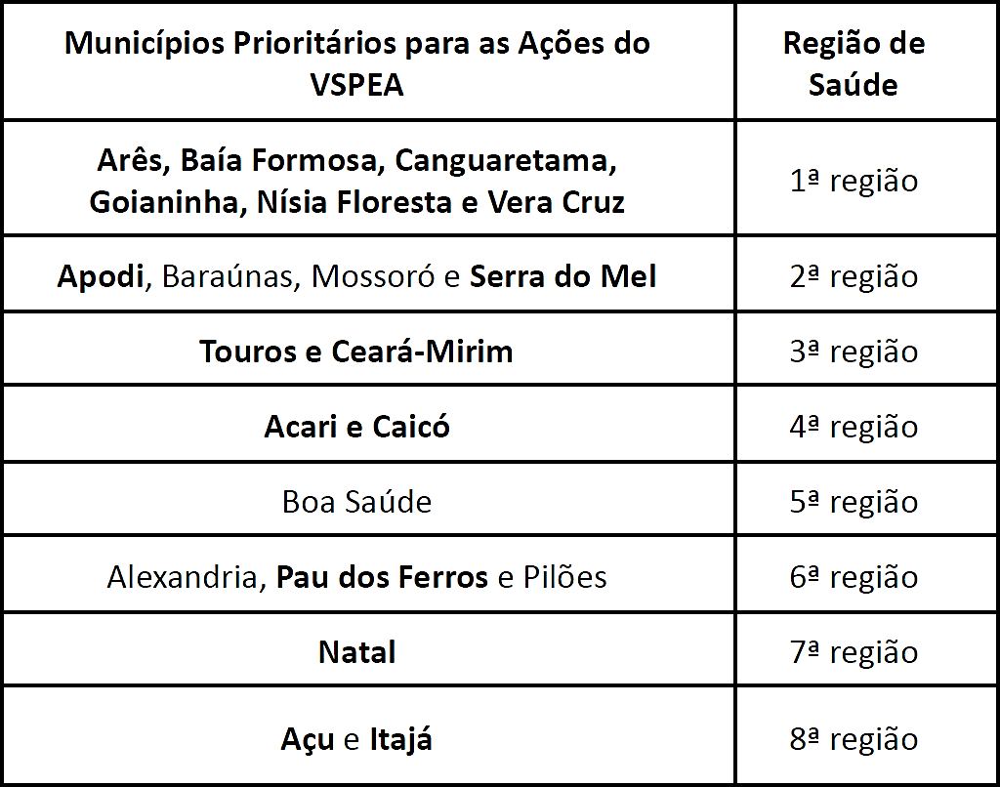 Municípios Prioritários para as Ações do
VSPEA
Região de
Saúde
Arês, Baía Formosa, Canguaretama,
Goianinha, Nísia Floresta e Vera Cruz
1ª região
Apodi, Baraúnas, Mossoró e Serra do Mel
2ª região
Touros e Ceará-Mirim
3ª região
Acari e Caicó
4ª região
Boa Saúde
5ª região
Alexandria, Pau dos Ferros e Pilões
6ª região
Natal
7ª região
Açu e Itajá
8ª região